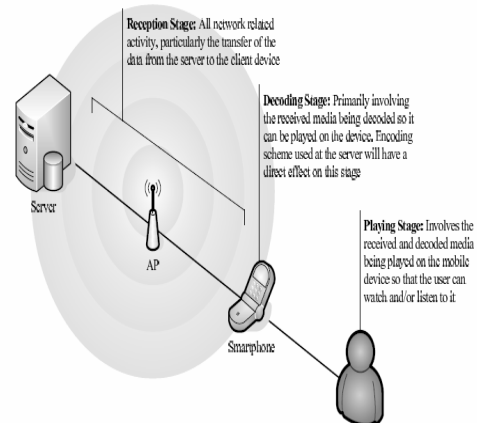 Reception Stage: All network related
activity, particularly the transfer of the
data from the server to the client device
Decoding Stage: Primarily involving
the received media being decoded so it
can be played on the device. Encoding
scheme used at the server will have a
direct effect on this stage
Server
Playing Stage: Involves the
received and decoded media
being played on the mobile
device so that the user can
watch and/or listen to it
AP
Smartphone